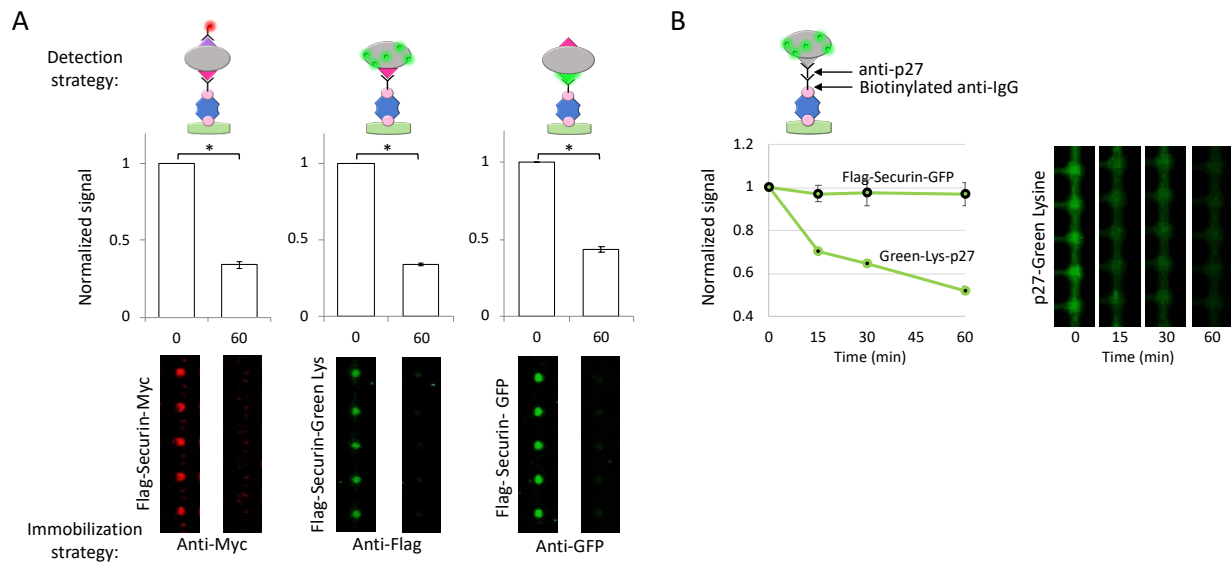 A
Detection
strategy:
Normalized signal
1
0.5
0
*
0
60
1
0.5
0
*
0
60
1
0.5
0
*
0
60
Flag-Securin-Myc
Flag-Securin-Green Lys
Flag- Securin- GFP
Immobilization
strategy:
Anti-Myc
Anti-Flag
Anti-GFP
B
anti-p27
Biotinylated anti-IgG
Normalized signal
1.2
1
0.8
0.6
0.4
Flag-Securin-GFP
Green-Lys-p27
0 15 30 45 60
Time (min)
p27-Green Lysine
0 15 30 60
Time (min)